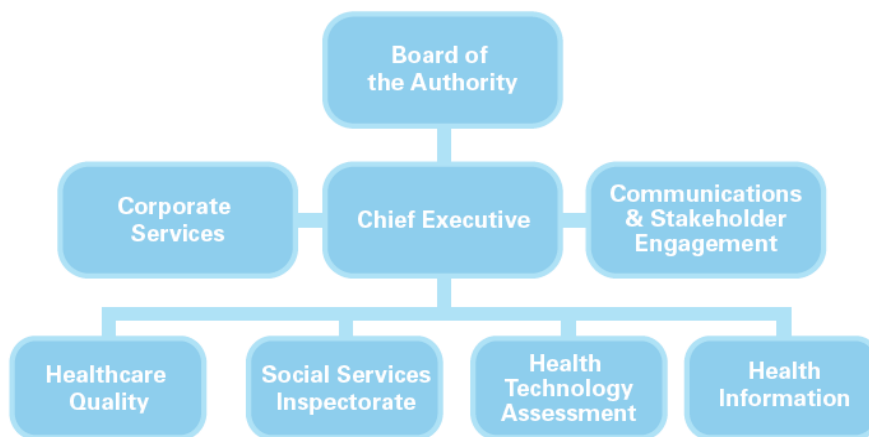 Board of
the Authority
Corporate
Services
Chief Executive
Communications
& Stakeholder
Engagement
Healthcare
Quality
Social Services
Inspectorate
Health
Technology
Assessment
Health
Information